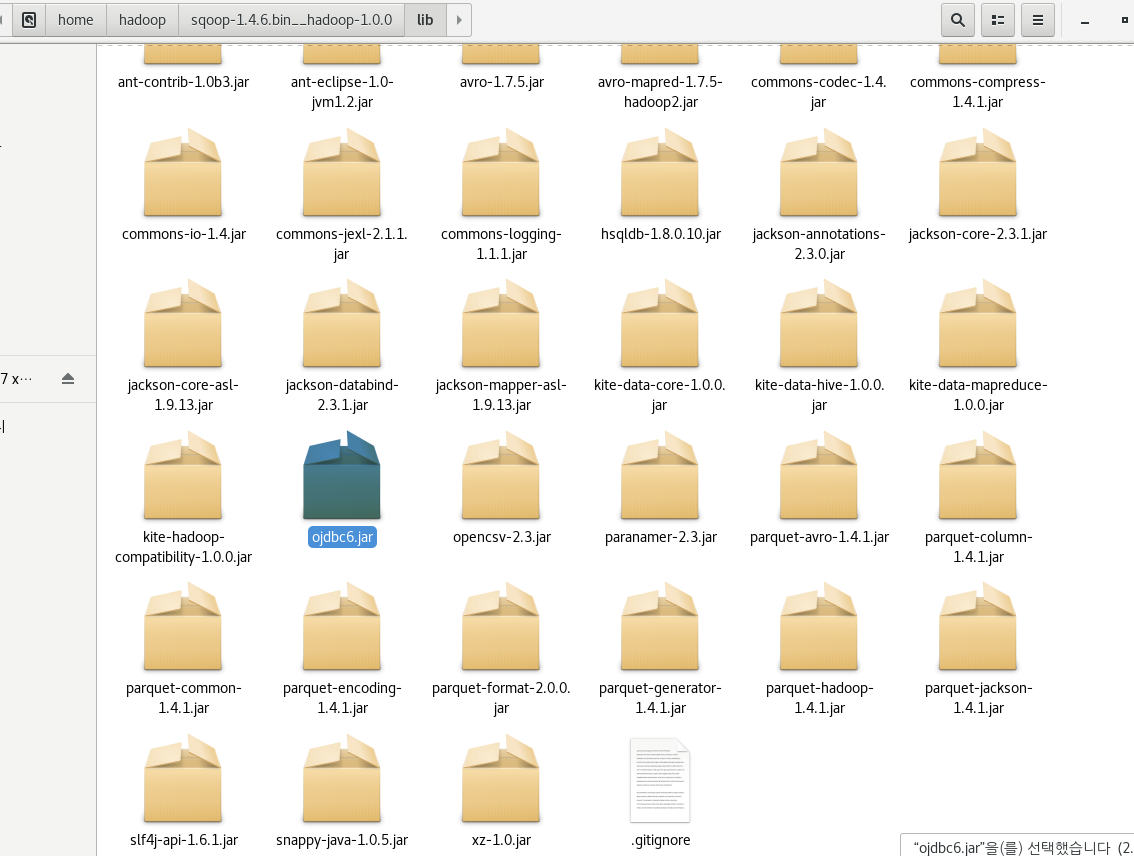 home hadoop sqoop-1.4.6.bin__hadoop-1.0.0 lib
ant-contrib-1.0b3.jar
ant-eclipse-1.0-
jvm1.2.jar
avro-1.7.5.jar
avro-mapred-1.7.5-
hadoop2.jar
commons-codec-1.4.
jar
commons-compress-
1.4.1.jar
commons-io-1.4.jar
commons-jexl-2.1.1.
jar
commons-logging-
1.1.1.jar
hsqldb-1.8.0.10.jar
jackson-annotations-
2.3.0.jar
jackson-core-2.3.1.jar
7 x…
jackson-core-asl-
1.9.13.jar
jackson-databind-
2.3.1.jar
jackson-mapper-asl-
1.9.13.jar
kite-data-core-1.0.0.
jar
kite-data-hive-1.0.0.
jar
kite-data-mapreduce-
1.0.0.jar
kite-hadoop-
compatibility-1.0.0.jar
ojdbc6.jar
opencsv-2.3.jar
paranamer-2.3.jar
parquet-avro-1.4.1.jar
parquet-column-
1.4.1.jar
parquet-common-
1.4.1.jar
parquet-encoding-
1.4.1.jar
parquet-format-2.0.0.
jar
parquet-generator-
1.4.1.jar
parquet-hadoop-
1.4.1.jar
parquet-jackson-
1.4.1.jar
slf4j-api-1.6.1.jar
snappy-java-1.0.5.jar
xz-1.0.jar
.gitignore
“ojdbc6.jar”을(를) 선택했습니다 (2.